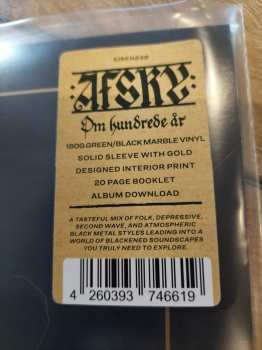 EISENWALD
:AFSKY:
Om hundrede år
180G GREEN/BLACK MARBLE VINYL
SOLID SLEEVE WITH GOLD
DESIGNED INTERIOR PRINT
20 PAGE BOOKLET
ALBUM DOWNLOAD
A TASTEFUL MIX OF FOLK, DEPRESSIVE,
SECOND WAVE, AND ATMOSPHERIC
BLACK METAL STYLES LEADING INTO A
WORLD OF BLACKENED SOUNDSCAPES
YOU TRULY NEED TO EXPLORE.
4 260393 746619